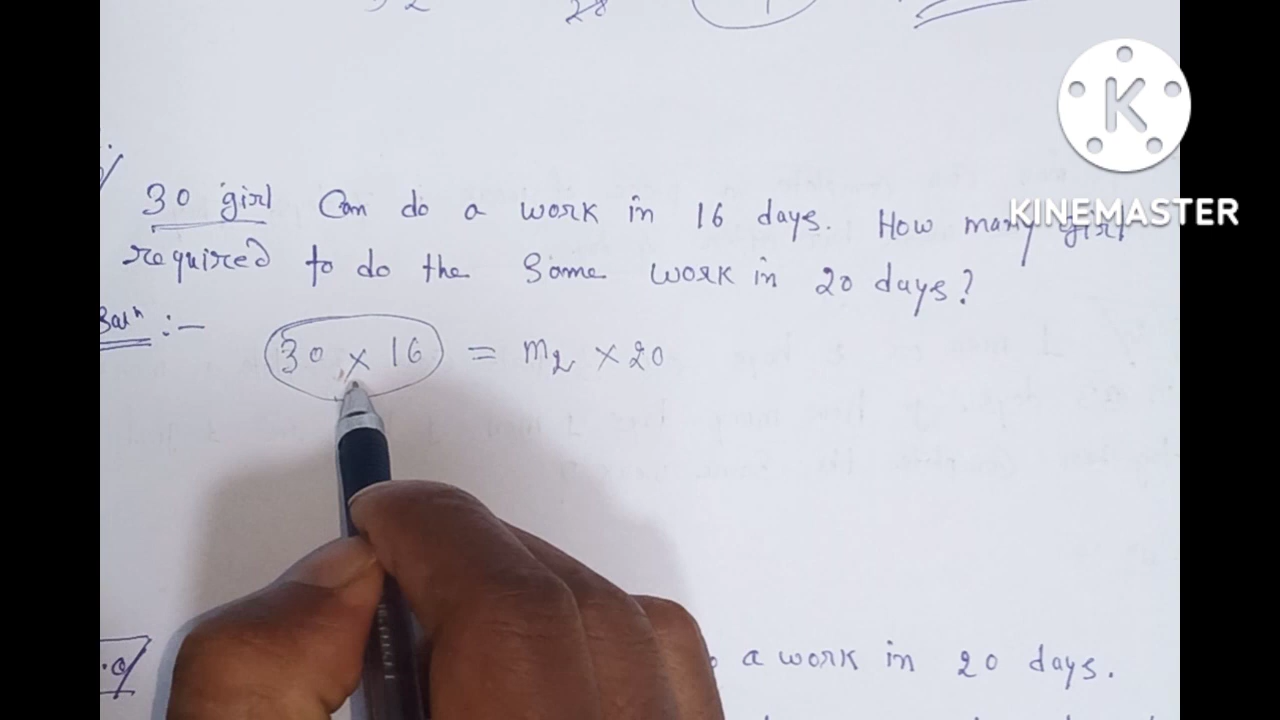 30 girl Can do a work in 16 days. How many girl
required to do the same work in 20 days?
Sol^n :-
30 × 16 = m₂ × 20
a work in 20 days.
K
KINEMASTER